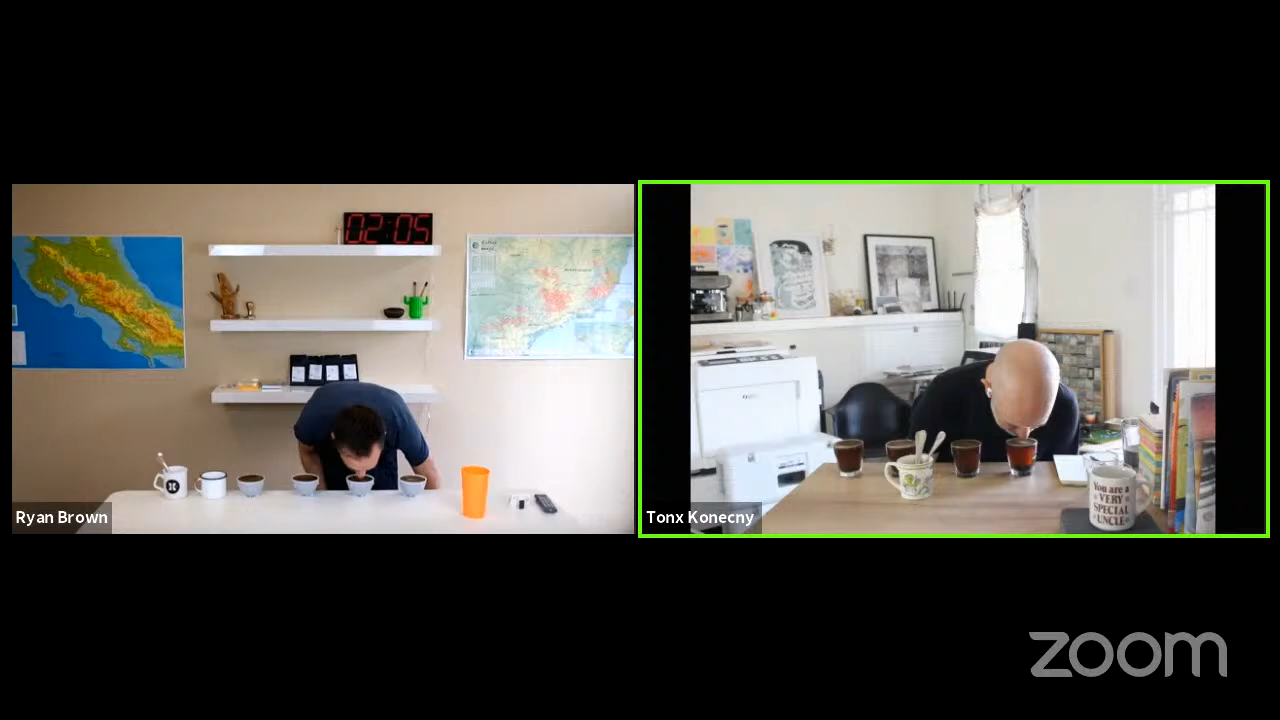 02:05
Ryan Brown
Tonx Konecny
You are a
VERY
SPECIAL
UNCLE
zoom